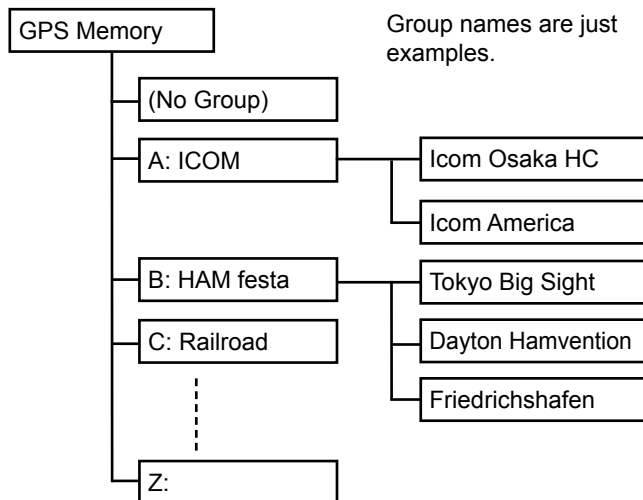 GPS Memory
Group names are just
examples.
(No Group)
A: ICOM
Icom Osaka HC
Icom America
B: HAM festa
Tokyo Big Sight
C: Railroad
Dayton Hamvention
Friedrichshafen
Z: